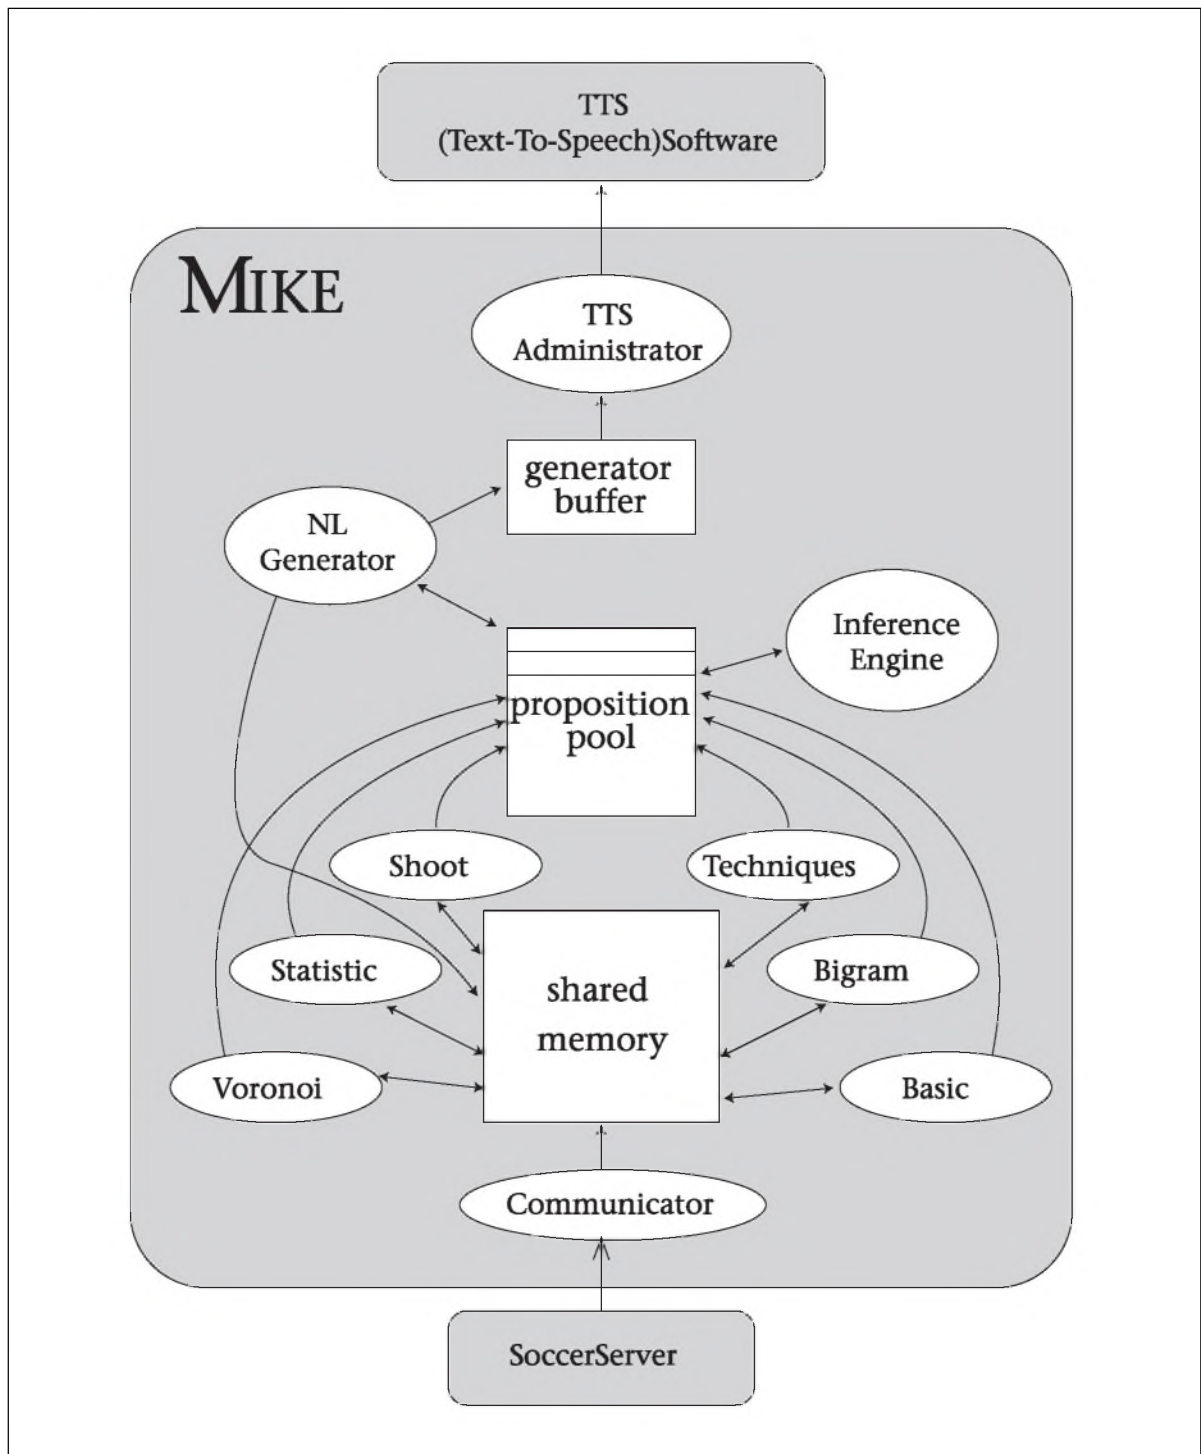 TTS
(Text-To-Speech)Software
MIKE
TTS
Administrator
generator
buffer
NL
Generator
Inference
Engine
proposition
pool
Shoot
Techniques
Statistic
shared
memory
Bigram
Voronoi
Basic
Communicator
SoccerServer